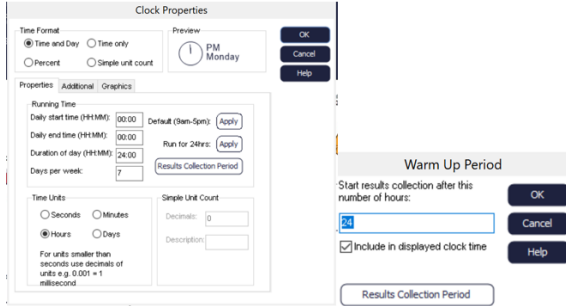 Clock Properties
Time Format
Time and Day
Time only
Percent
Simple unit count
Preview
PM
Monday
OK
Cancel
Help
Properties
Additional
Graphics
Running Time
Daily start time (HH:MM):
00:00
Default (9am-5pm):
Apply
Daily end time (HH:MM):
00:00
Run for 24hrs:
Apply
Duration of day (HH:MM):
24:00
Days per week:
7
Results Collection Period
Time Units
Seconds
Minutes
Hours
Days
For units smaller than
seconds use decimals of
units e.g. 0.001 = 1
millisecond
Simple Unit Count
Decimals:
0
Description:
Warm Up Period
Start results collection after this
number of hours:
24
Include in displayed clock time
OK
Cancel
Help
Results Collection Period